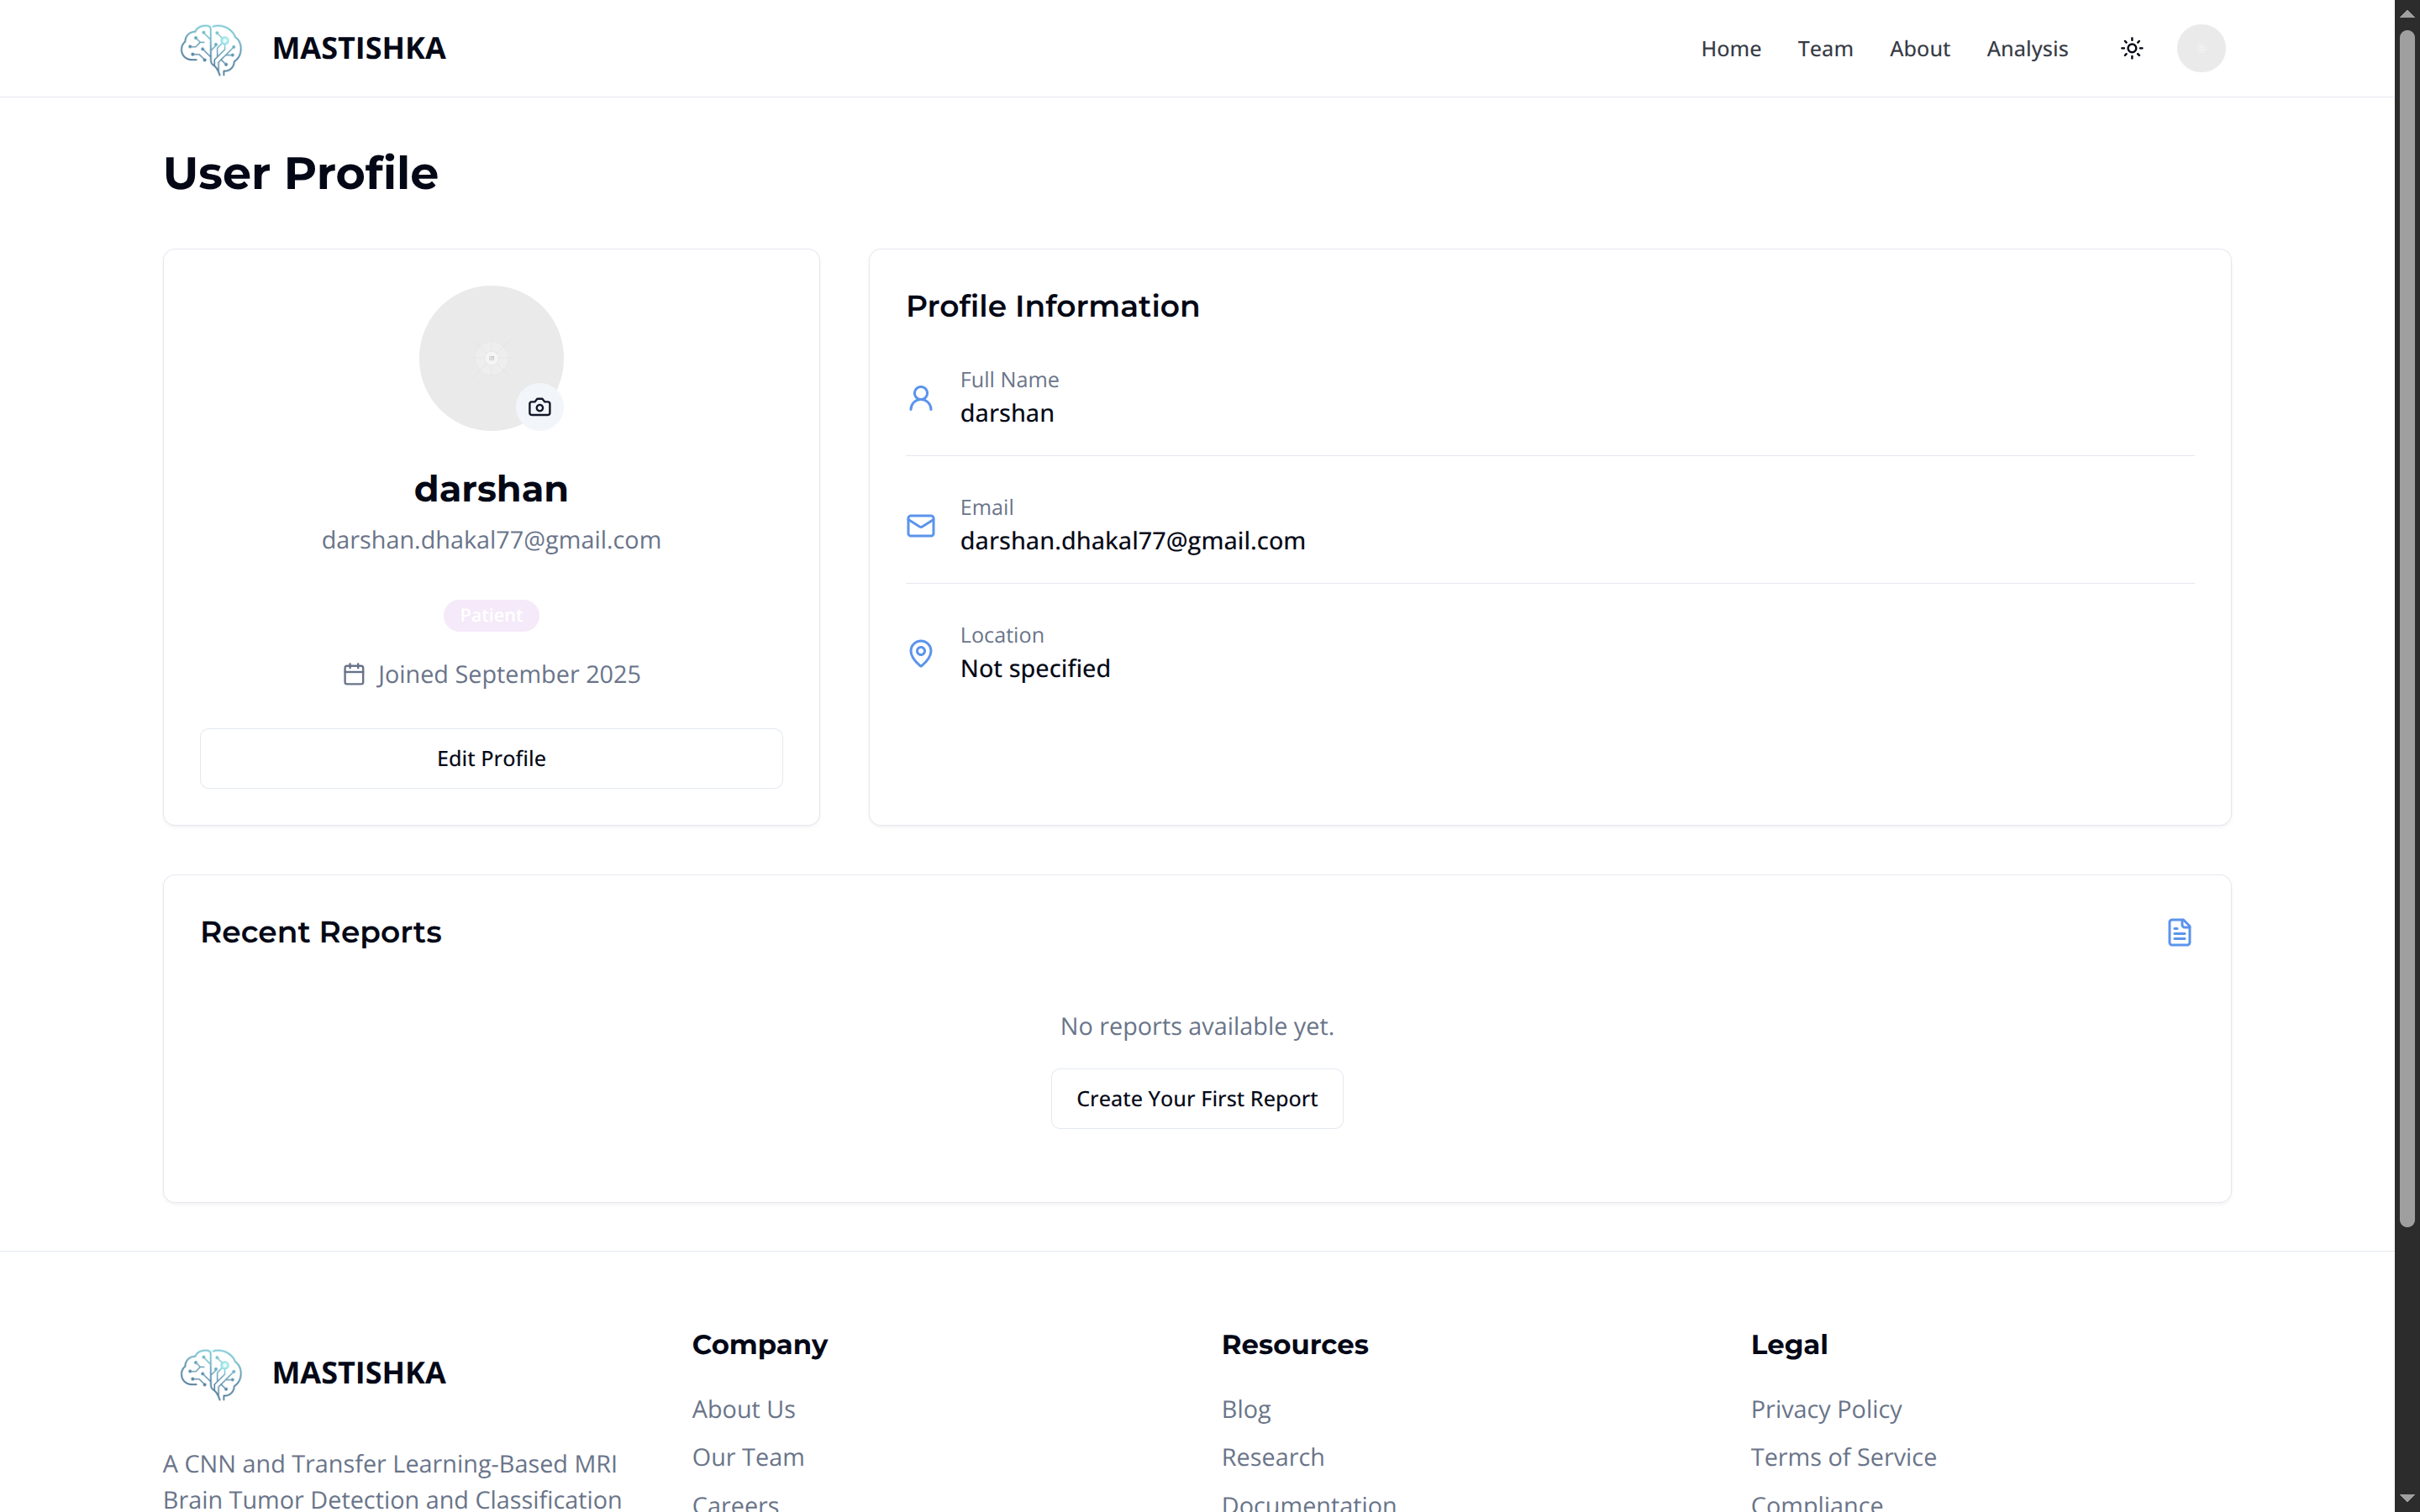 MASTISHKA
Home
Team
About
Analysis
User Profile
darshan
darshan.dhakal77@gmail.com
Patient
Joined September 2025
Edit Profile
Profile Information
Full Name
darshan
Email
darshan.dhakal77@gmail.com
Location
Not specified
Recent Reports
No reports available yet.
Create Your First Report
MASTISHKA
A CNN and Transfer Learning-Based MRI
Brain Tumor Detection and Classification
Company
About Us
Our Team
Careers
Resources
Blog
Research
Documentation
Legal
Privacy Policy
Terms of Service
Compliance